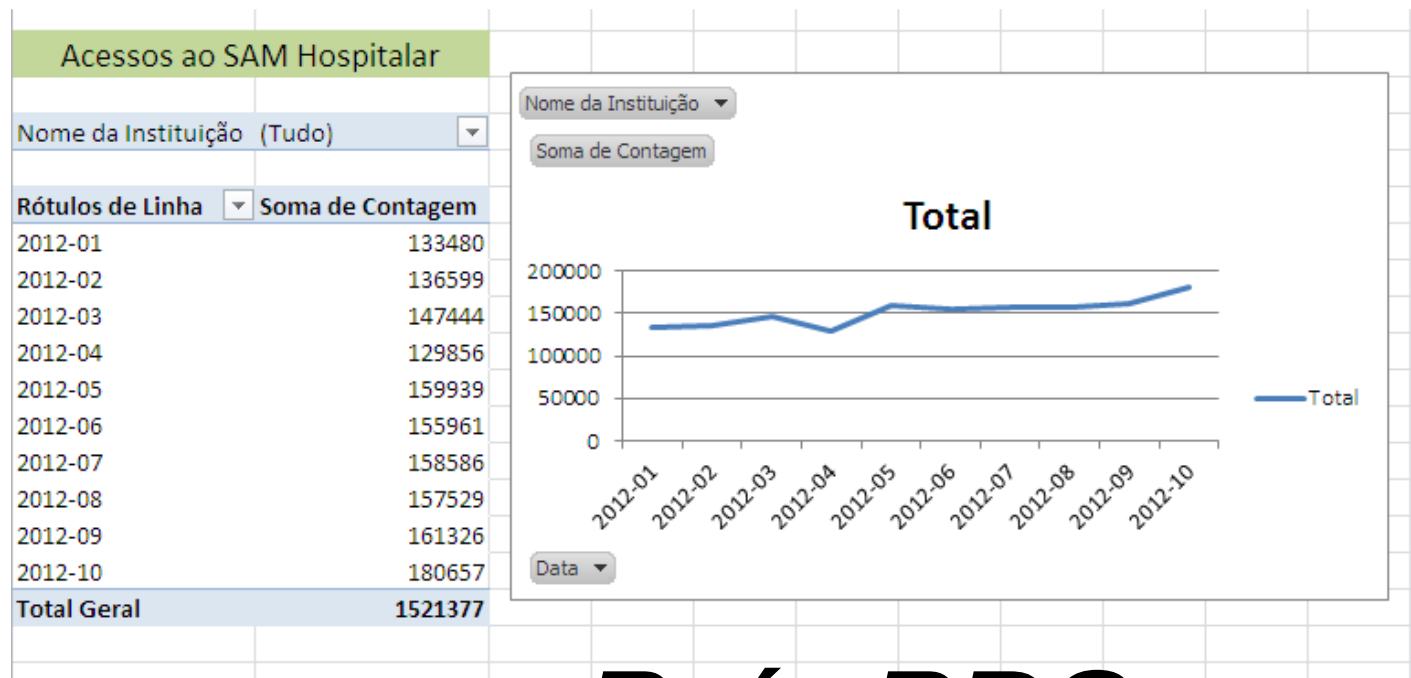 Acessos ao SAM Hospitalar
Nome da Instituição (Tudo)
Rótulos de Linha Soma de Contagem
2012-01 133480
2012-02 136599
2012-03 147444
2012-04 129856
2012-05 159939
2012-06 155961
2012-07 158586
2012-08 157529
2012-09 161326
2012-10 180657
Total Geral 1521377
Nome da Instituição
Soma de Contagem
Total
200000
150000
100000
50000
0
2012-01 2012-02 2012-03 2012-04 2012-05 2012-06 2012-07 2012-08 2012-09 2012-10
Total
Data